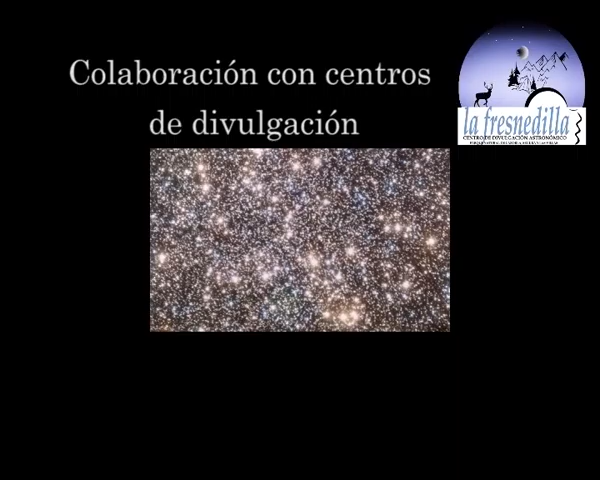 Colaboración con centros
de divulgación
la fresnedilla
CENTRO DE DIVULGACIÓN ASTRONÓMICO